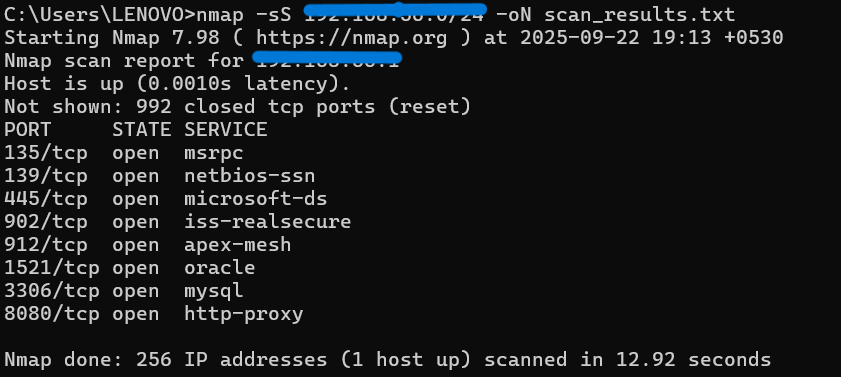 C:\Users\LENOVO>nmap -sS -oN scan_results.txt
Starting Nmap 7.98 ( https://nmap.org ) at 2025-09-22 19:13 +0530
Nmap scan report for
Host is up (0.0010s latency).
Not shown: 992 closed tcp ports (reset)
PORT     STATE SERVICE
135/tcp  open  msrpc
139/tcp  open  netbios-ssn
445/tcp  open  microsoft-ds
902/tcp  open  iss-realsecure
912/tcp  open  apex-mesh
1521/tcp open  oracle
3306/tcp open  mysql
8080/tcp open  http-proxy
Nmap done: 256 IP addresses (1 host up) scanned in 12.92 seconds